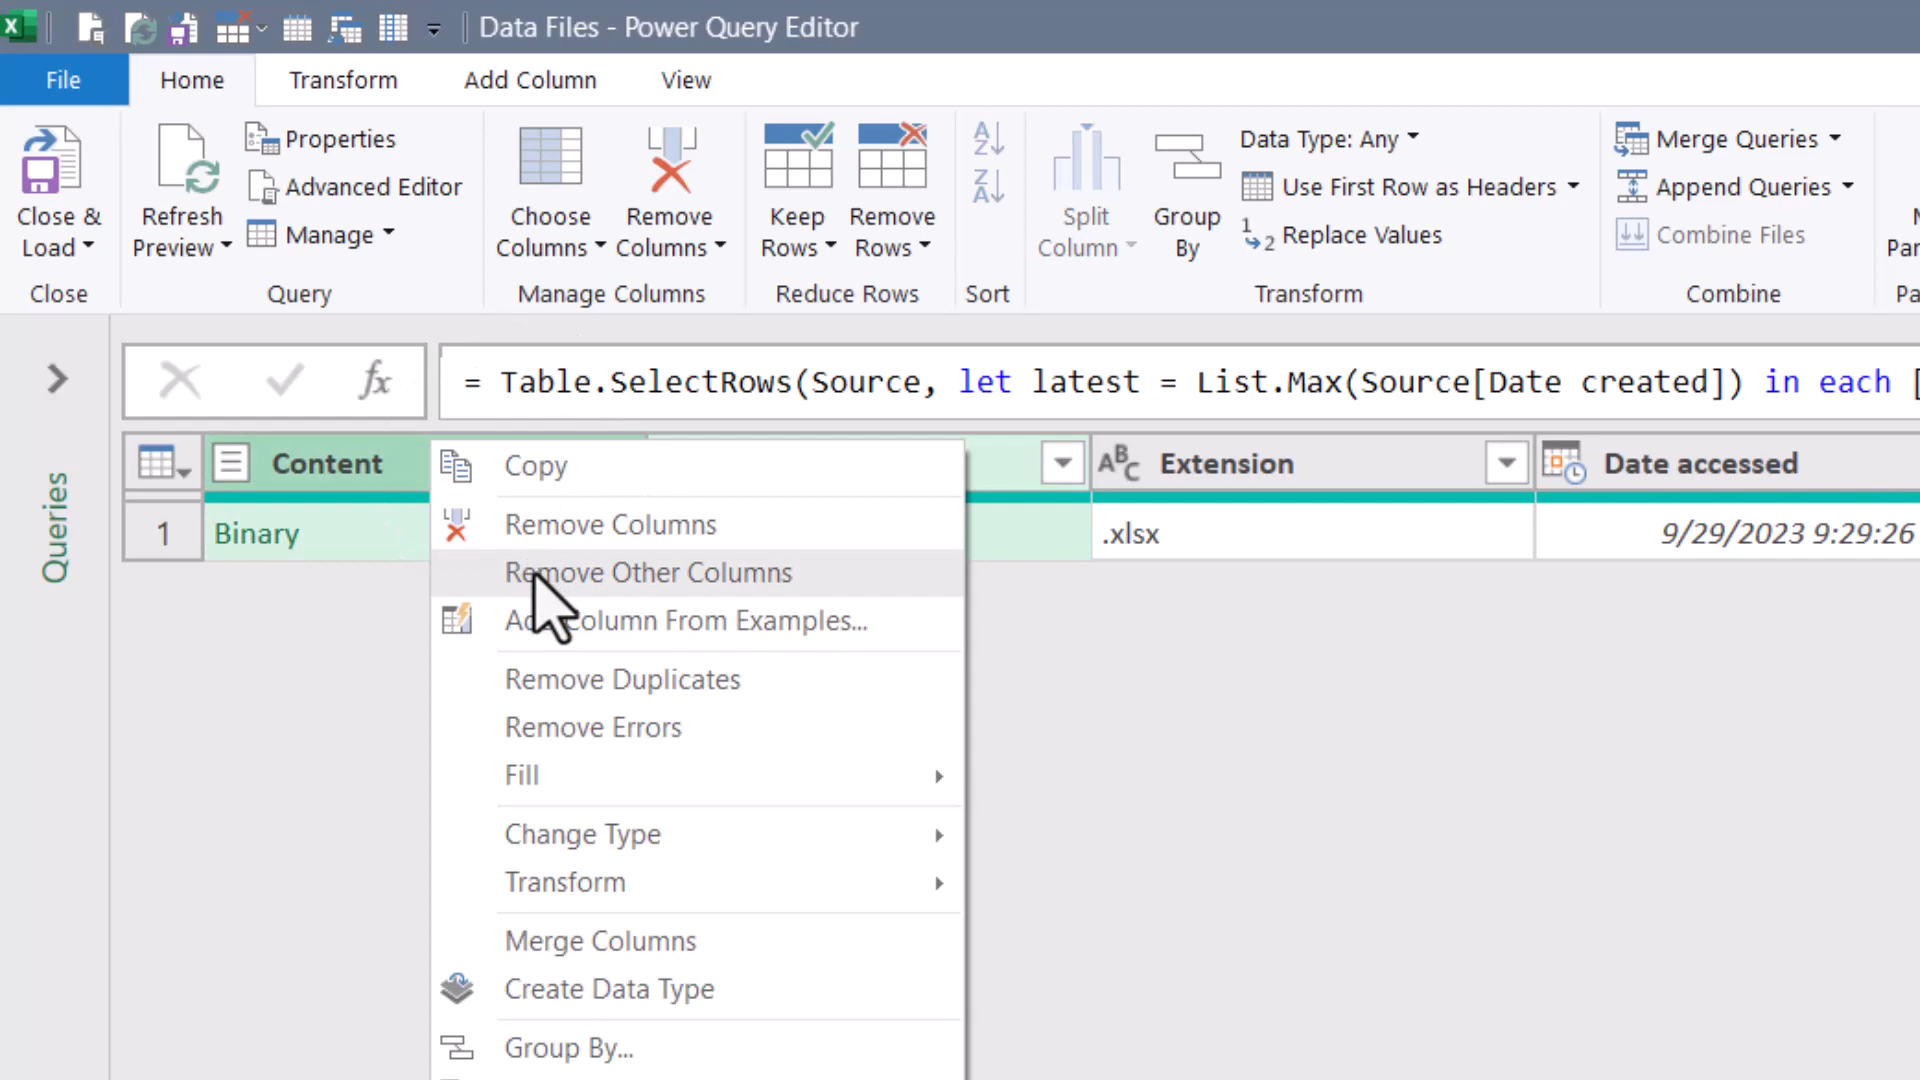 Data Files - Power Query Editor
File Home Transform Add Column View
Close & Load
Refresh Preview
Properties
Advanced Editor
Manage
Choose Columns
Remove Columns
Keep Rows
Remove Rows
Split Column
Group By
Data Type: Any
Use First Row as Headers
Replace Values
Merge Queries
Append Queries
Combine Files
Close Query Manage Columns Reduce Rows Sort Transform Combine
= Table.SelectRows(Source, let latest = List.Max(Source[Date created]) in each [
Queries
Content Extension Date accessed
1 Binary .xlsx 9/29/2023 9:29:26
Copy
Remove Columns
Remove Other Columns
Column From Examples...
Remove Duplicates
Remove Errors
Fill
Change Type
Transform
Merge Columns
Create Data Type
Group By...